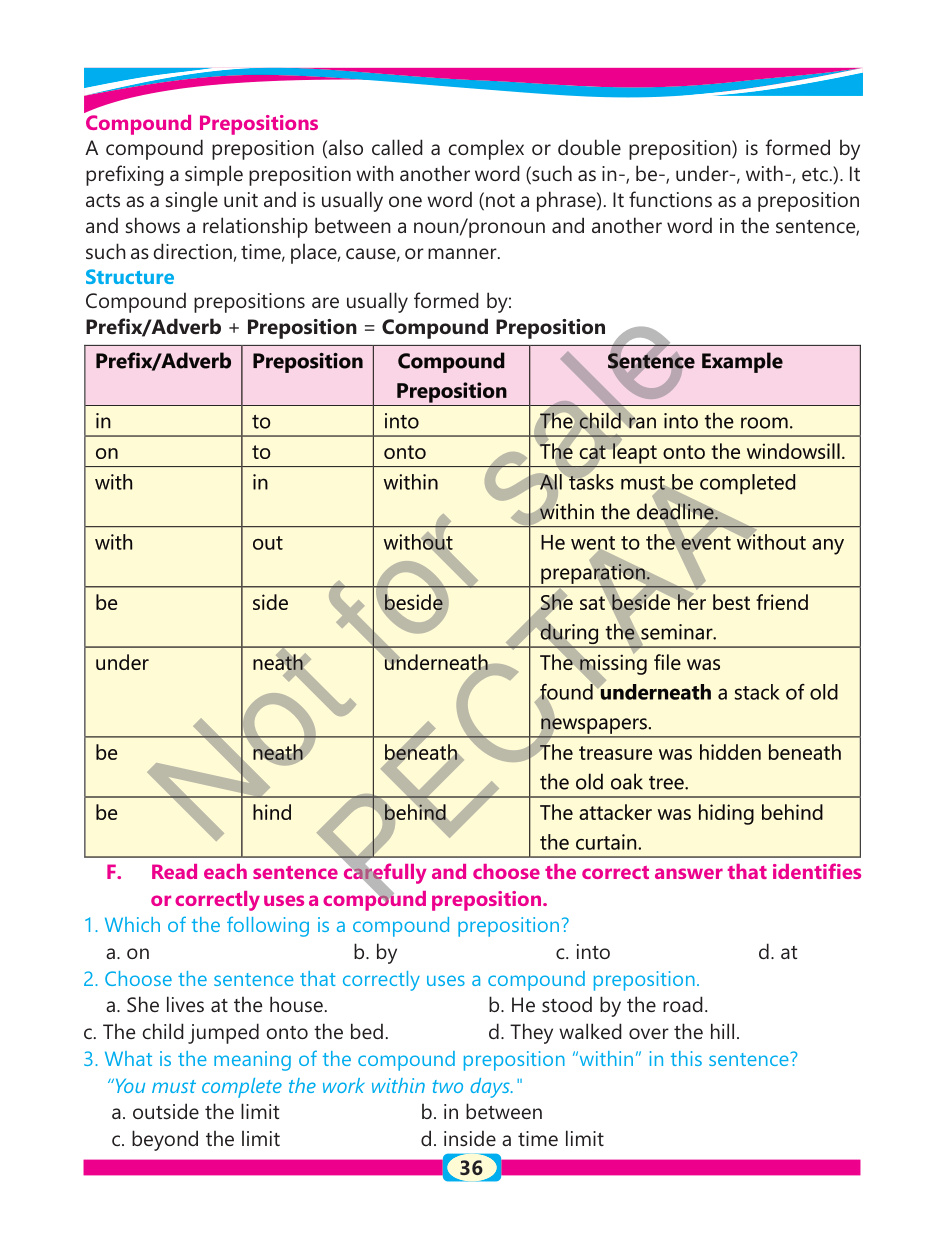 Compound Prepositions
A compound preposition (also called a complex or double preposition) is formed by
prefixing a simple preposition with another word (such as in-, be-, under-, with-, etc.). It
acts as a single unit and is usually one word (not a phrase). It functions as a preposition
and shows a relationship between a noun/pronoun and another word in the sentence,
such as direction, time, place, cause, or manner.
Structure
Compound prepositions are usually formed by:
Prefix/Adverb + Preposition = Compound Preposition
Prefix/Adverb Preposition Compound Preposition Sentence Example
in to into The child ran into the room.
on to onto The cat leapt onto the windowsill.
with in within All tasks must be completed
within the deadline.
with out without He went to the event without any
preparation.
be side beside She sat beside her best friend
during the seminar.
under neath underneath The missing file was
found underneath a stack of old
newspapers.
be neath beneath The treasure was hidden beneath
the old oak tree.
be hind behind The attacker was hiding behind
the curtain.
Not for sale
PECTAA
F. Read each sentence carefully and choose the correct answer that identifies
or correctly uses a compound preposition.
1. Which of the following is a compound preposition?
a. on b. by c. into d. at
2. Choose the sentence that correctly uses a compound preposition.
a. She lives at the house. b. He stood by the road.
c. The child jumped onto the bed. d. They walked over the hill.
3. What is the meaning of the compound preposition “within” in this sentence?
“You must complete the work within two days."
a. outside the limit b. in between
c. beyond the limit d. inside a time limit
36